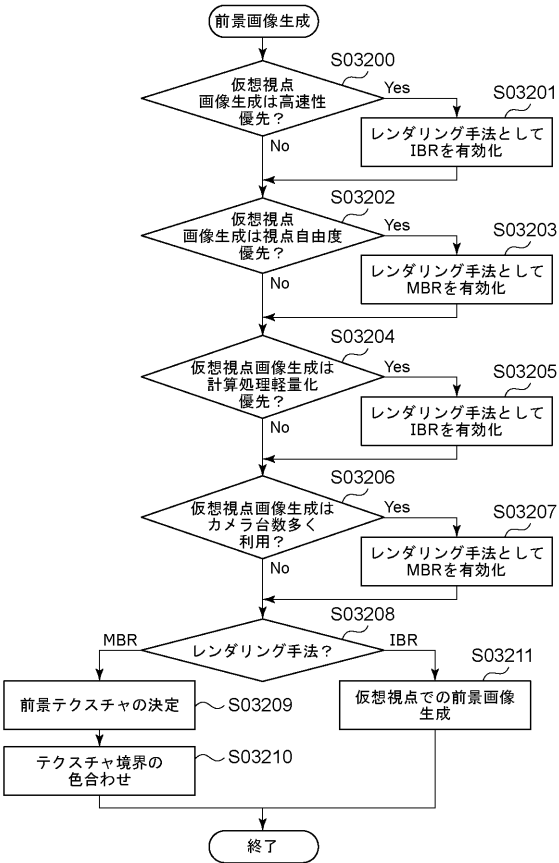 前景画像生成
S03200
仮想視点
画像生成は高速性
優先？
Yes
No
S03201
レンダリング手法として
IBRを有効化
S03202
仮想視点
画像生成は視点自由度
優先？
Yes
No
S03203
レンダリング手法として
MBRを有効化
S03204
仮想視点画像生成は
計算処理軽量化
優先？
Yes
No
S03205
レンダリング手法として
IBRを有効化
S03206
仮想視点画像生成は
カメラ台数多く
利用？
Yes
No
S03207
レンダリング手法として
MBRを有効化
S03208
レンダリング手法？
MBR
IBR
前景テクスチャの決定
S03209
テクスチャ境界の
色合わせ
S03210
S03211
仮想視点での前景画像
生成
終了